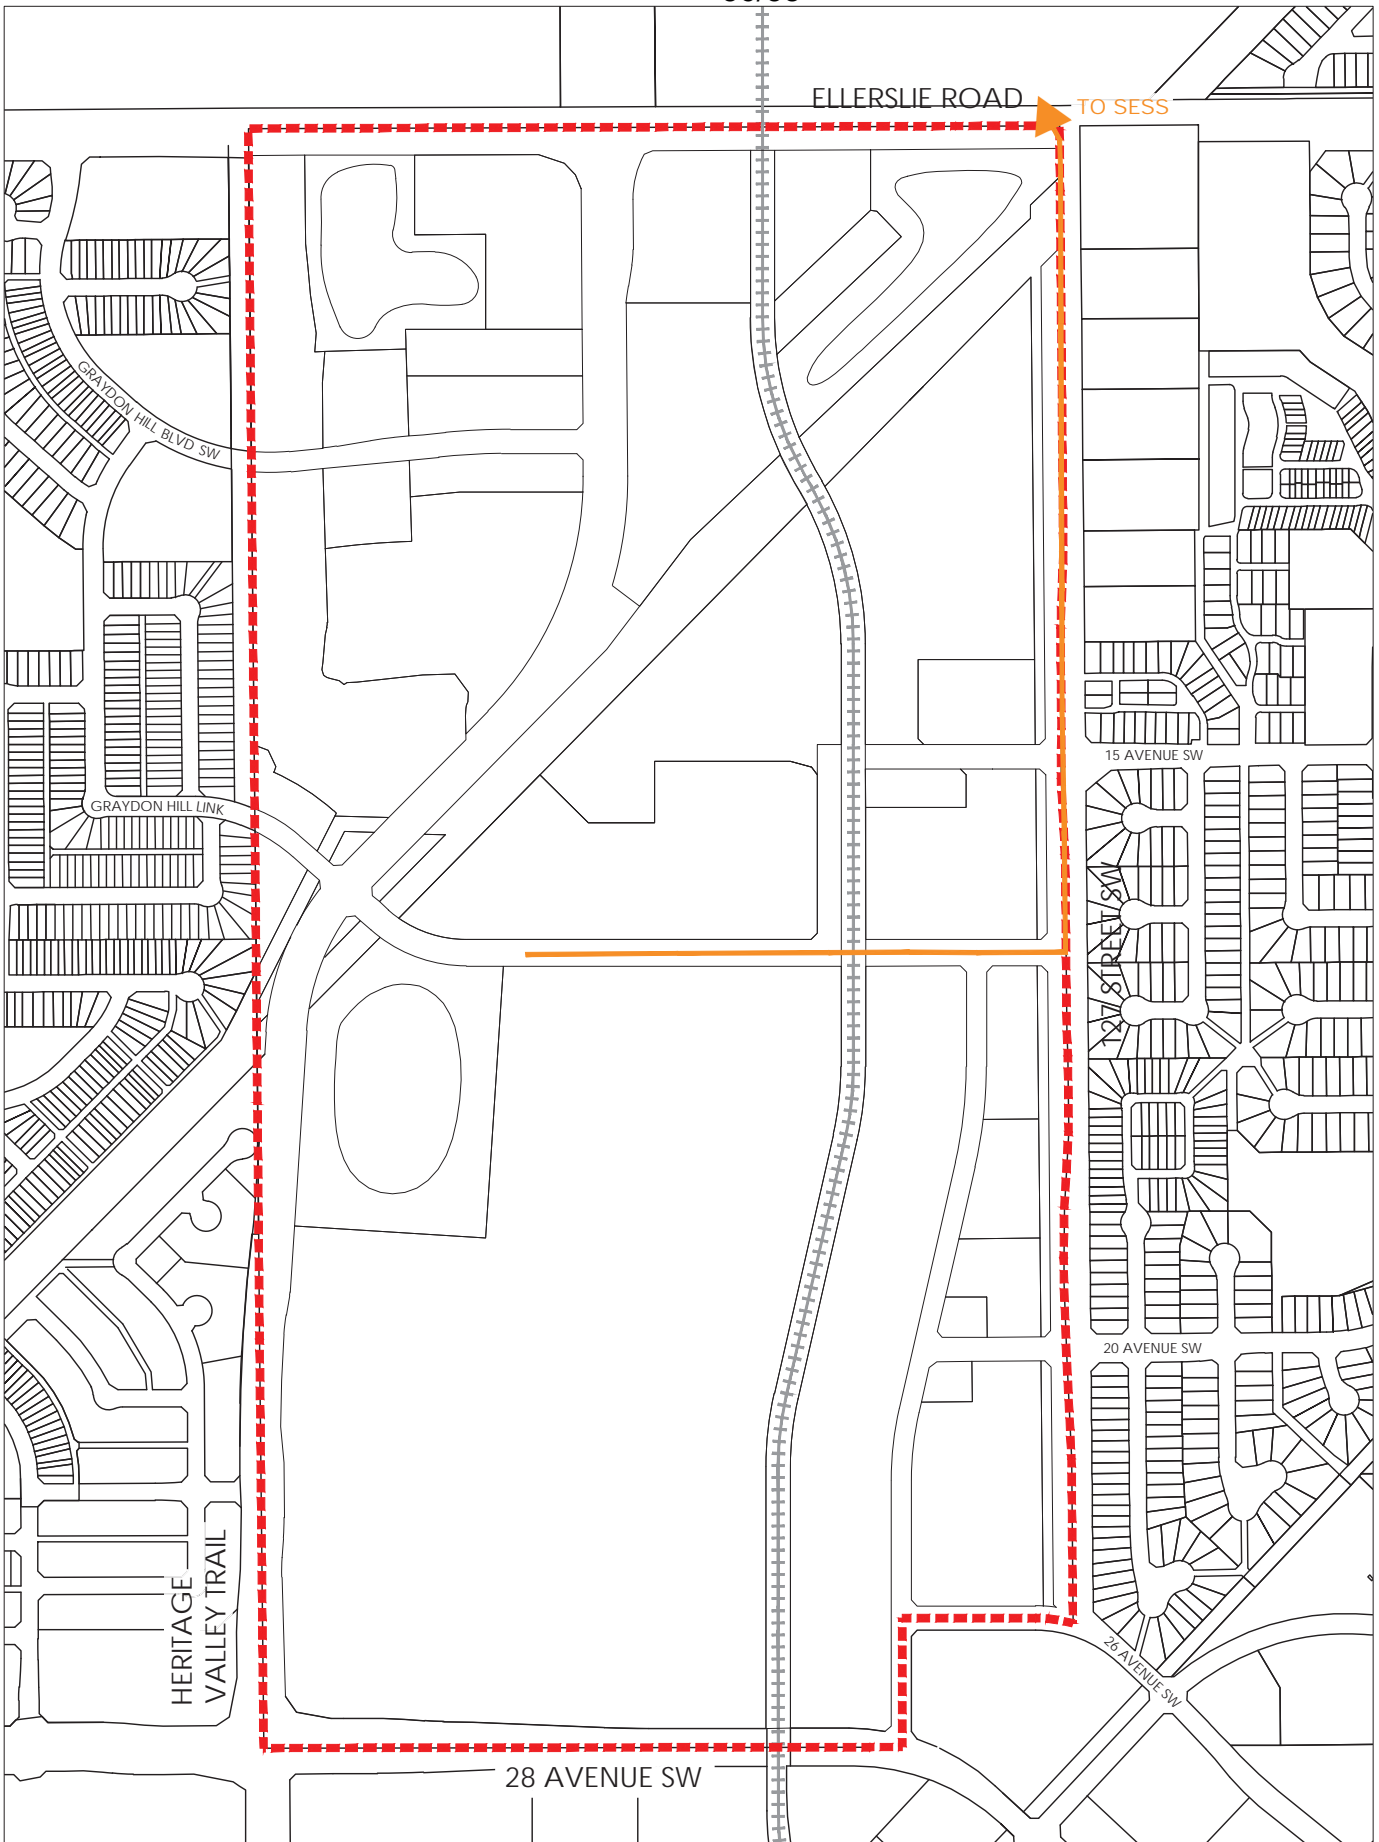 ELLERSLIE ROAD
TO SESS
GRAYDON HILL BLVD SW
15 AVENUE SW
GRAYDON HILL LINK
127 STREET SW
20 AVENUE SW
HERITAGE
VALLEY TRAIL
26 AVENUE SW
28 AVENUE SW